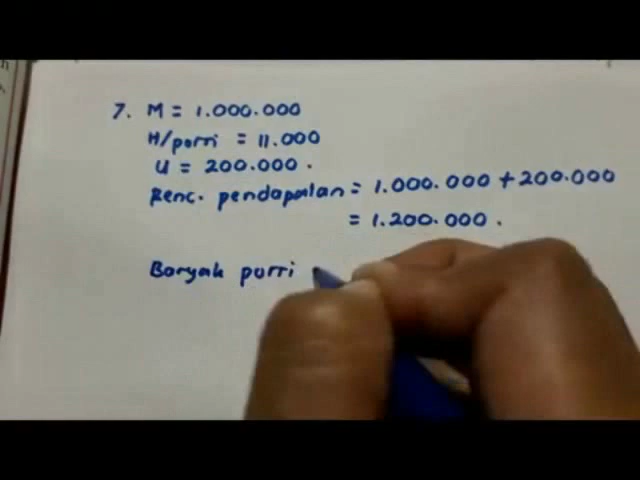 7. M = 1.000.000
H/porsi = 11.000
U = 200.000.
Renc. pendapatan = 1.000.000 + 200.000
= 1.200.000.
Banyak porsi